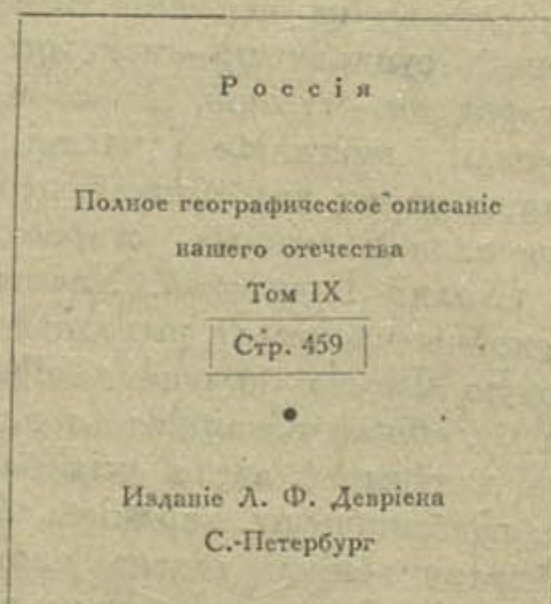 Россія
Полное географическое описаніе
нашего отечества
Том IX
Стр. 459
Изданіе А. Ф. Девріена
С.-Петербург